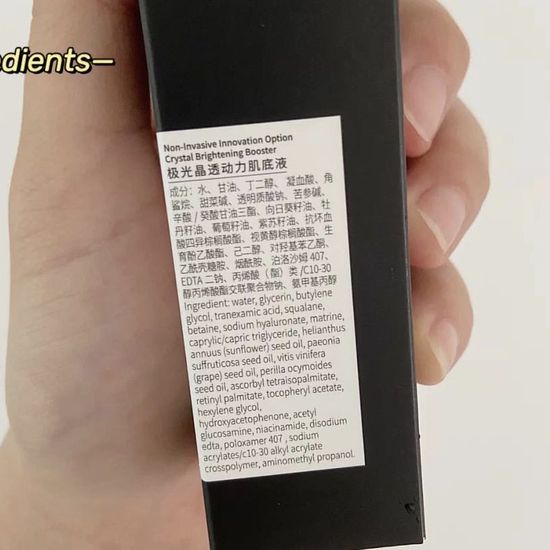 edients—
Non-Invasive Innovation Option
Crystal Brightening Booster
极光晶透动力肌底液
成分：水、甘油、丁二醇、凝血酸、角
鲨烷、甜菜碱、透明质酸钠、苦参碱、
辛酸/癸酸甘油三酯、向日葵籽油、牡
丹籽油、葡萄籽油、紫苏籽油、抗坏血
酸四异棕榈酸酯、视黄醇棕榈酸酯、生
育酚乙酸酯、己二醇、对羟基苯乙酮、
乙酰壳糖胺、烟酰胺、泊洛沙姆 407、
EDTA 二钠、丙烯酸（酯）类 /C10-30
醇丙烯酸酯交联聚合物钠、氨甲基丙醇
Ingredient: water, glycerin, butylene
glycol, tranexamic acid, squalane,
betaine, sodium hyaluronate, matrine,
caprylic/capric triglyceride, helianthus
annuus (sunflower) seed oil, paeonia
suffruticosa seed oil, vitis vinifera
(grape) seed oil, perilla ocymoides
seed oil, ascorbyl tetraisopalmitate,
retinyl palmitate, tocopheryl acetate,
hexylene glycol,
hydroxyacetophenone, acetyl
glucosamine, niacinamide, disodium
edta, poloxamer 407 , sodium
acrylates/c10-30 alkyl acrylate
crosspolymer, aminomethyl propanol.